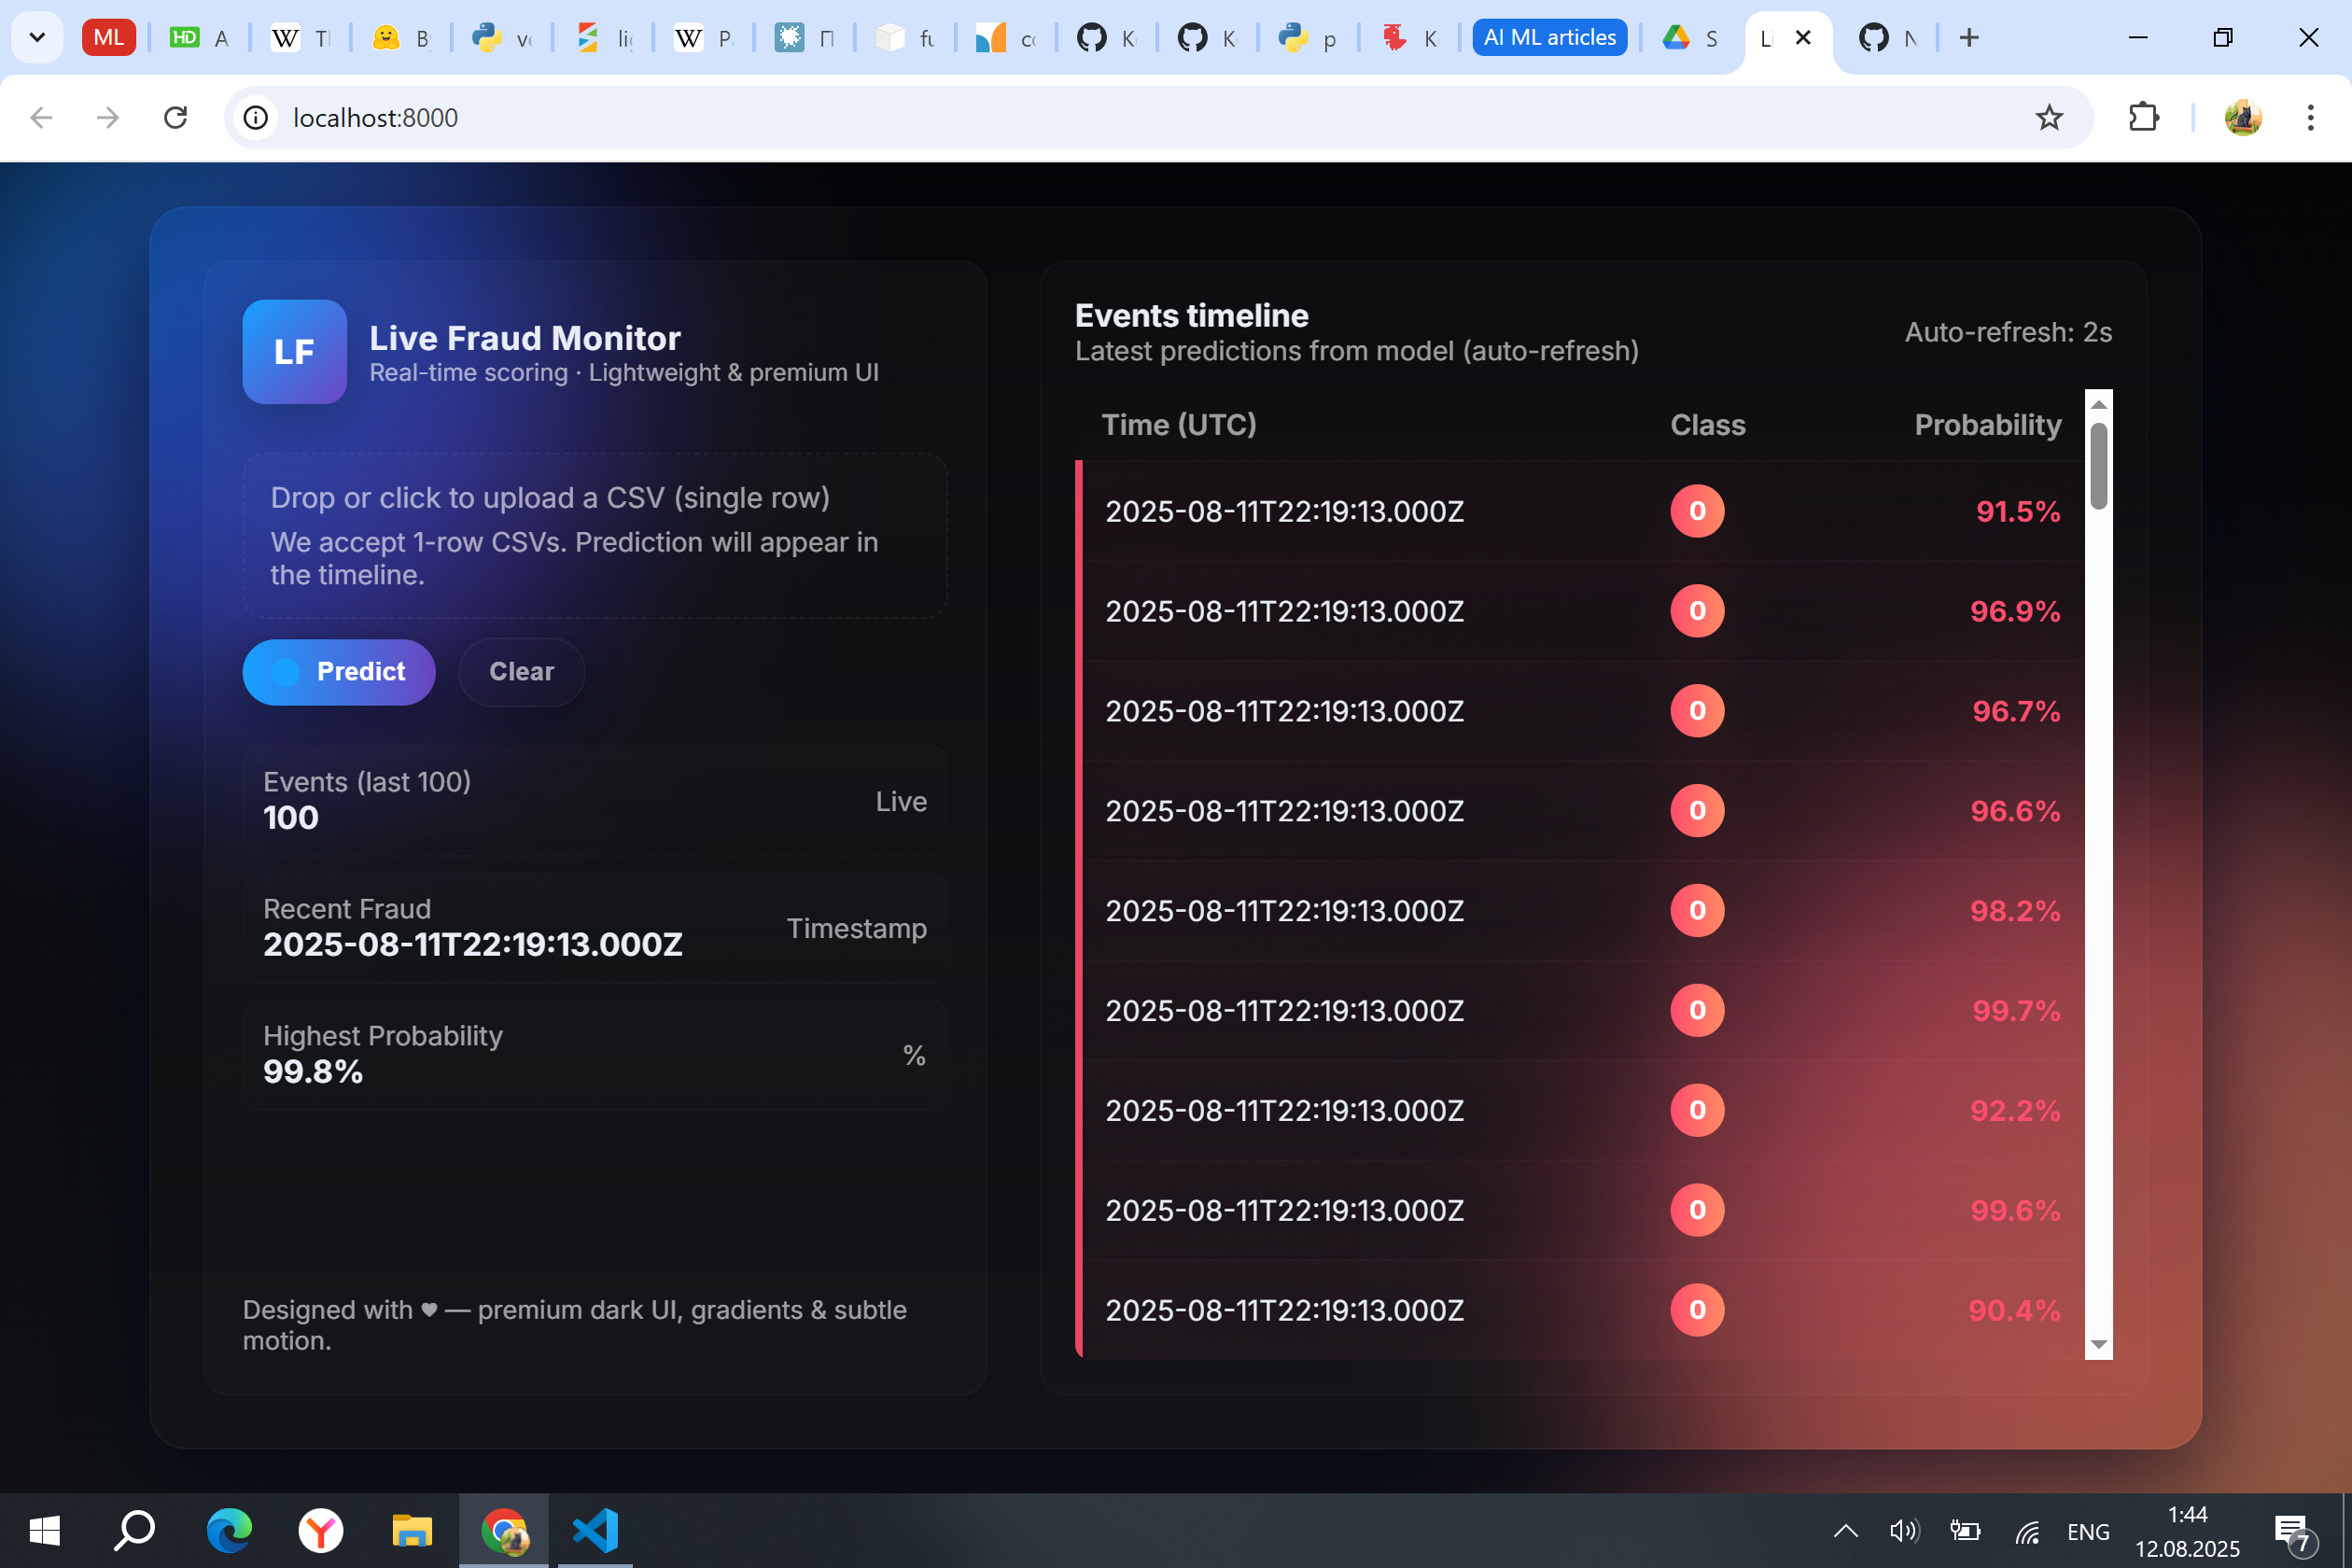 ML
HD
A
W
B
W
P
K
K
p
K
AI ML articles
S
localhost:8000
LF
Live Fraud Monitor
Real-time scoring · Lightweight & premium UI
Drop or click to upload a CSV (single row)
We accept 1-row CSVs. Prediction will appear in
the timeline.
Predict
Clear
Events (last 100)
100
Live
Recent Fraud
2025-08-11T22:19:13.000Z
Timestamp
Highest Probability
99.8%
%
Designed with ♥ — premium dark UI, gradients & subtle
motion.
Events timeline
Latest predictions from model (auto-refresh)
Auto-refresh: 2s
Time (UTC) Class Probability
2025-08-11T22:19:13.000Z 0 91.5%
2025-08-11T22:19:13.000Z 0 96.9%
2025-08-11T22:19:13.000Z 0 96.7%
2025-08-11T22:19:13.000Z 0 96.6%
2025-08-11T22:19:13.000Z 0 98.2%
2025-08-11T22:19:13.000Z 0 99.7%
2025-08-11T22:19:13.000Z 0 92.2%
2025-08-11T22:19:13.000Z 0 99.6%
2025-08-11T22:19:13.000Z 0 90.4%
ENG
1:44
12.08.2025
7